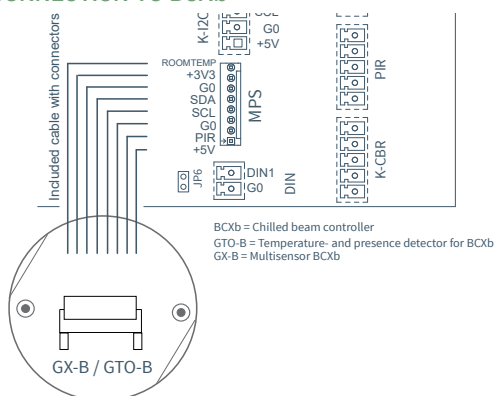 CONNECTION TO BCXb
Included cable with connectors
K-I2C
SCL
G0
+5V
ROOMTEMP
+3V3
G0
SDA
SCL
G0
PIR
+5V
MPS
JP6
DIN1
G0
DIN
PIR
K-CBR
BCXb = Chilled beam controller
GTO-B = Temperature- and presence detector for BCXb
GX-B = Multisensor BCXb
GX-B / GTO-B